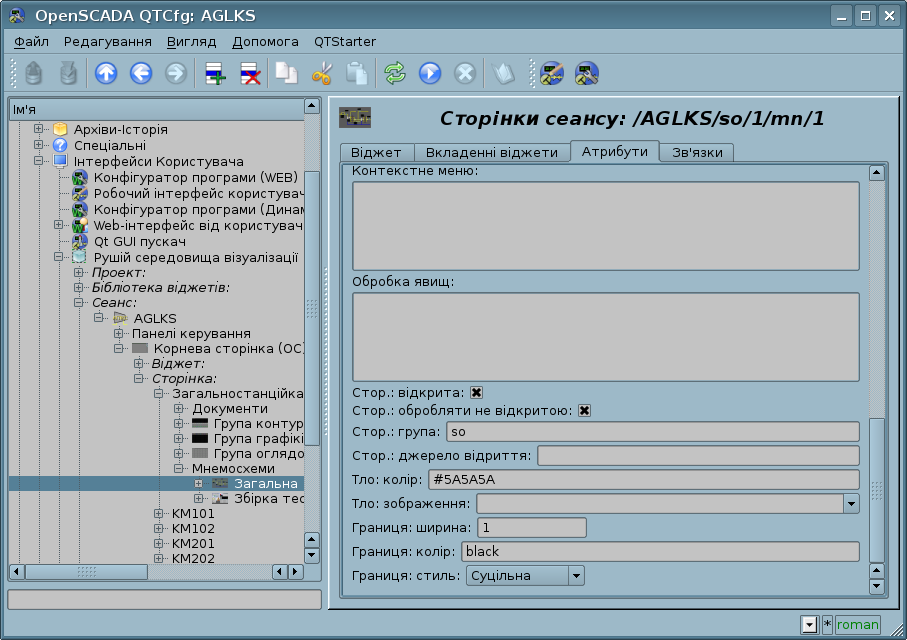 OpenSCADA QTCfg: AGLKS
Файл Редагування Вигляд Допомога QTStarter
Ім'я
Архіви-Історія
Спеціальні
Інтерфейси Користувача
Конфігуратор програми (WEB)
Робочий інтерфейс користувач
Конфігуратор програми (Динам
Web-інтерфейс від користувач
Qt GUI пускач
Рушій середовища візуалізації
Проект:
Бібліотека віджетів:
Сеанс:
AGLKS
Панелі керування
Корнева сторінка (ОС)
Віджет:
Сторінка:
Загальностанційка
Документи
Група контур
Група графікі
Група оглядо
Мнемосхеми
Загальна
Збірка тес
КМ101
КМ102
КМ201
КМ202
Сторінки сеансу: /AGLKS/so/1/mn/1
Віджет Вкладенні віджети Атрибути Зв'язки
Контекстне меню:
Обробка явищ:
Стор.: відкрита:
Стор.: обробляти не відкритою:
Стор.: група: so
Стор.: джерело відриття:
Тло: колір: #5A5A5A
Тло: зображення:
Границя: ширина: 1
Границя: колір: black
Границя: стиль: Суцільна
* roman